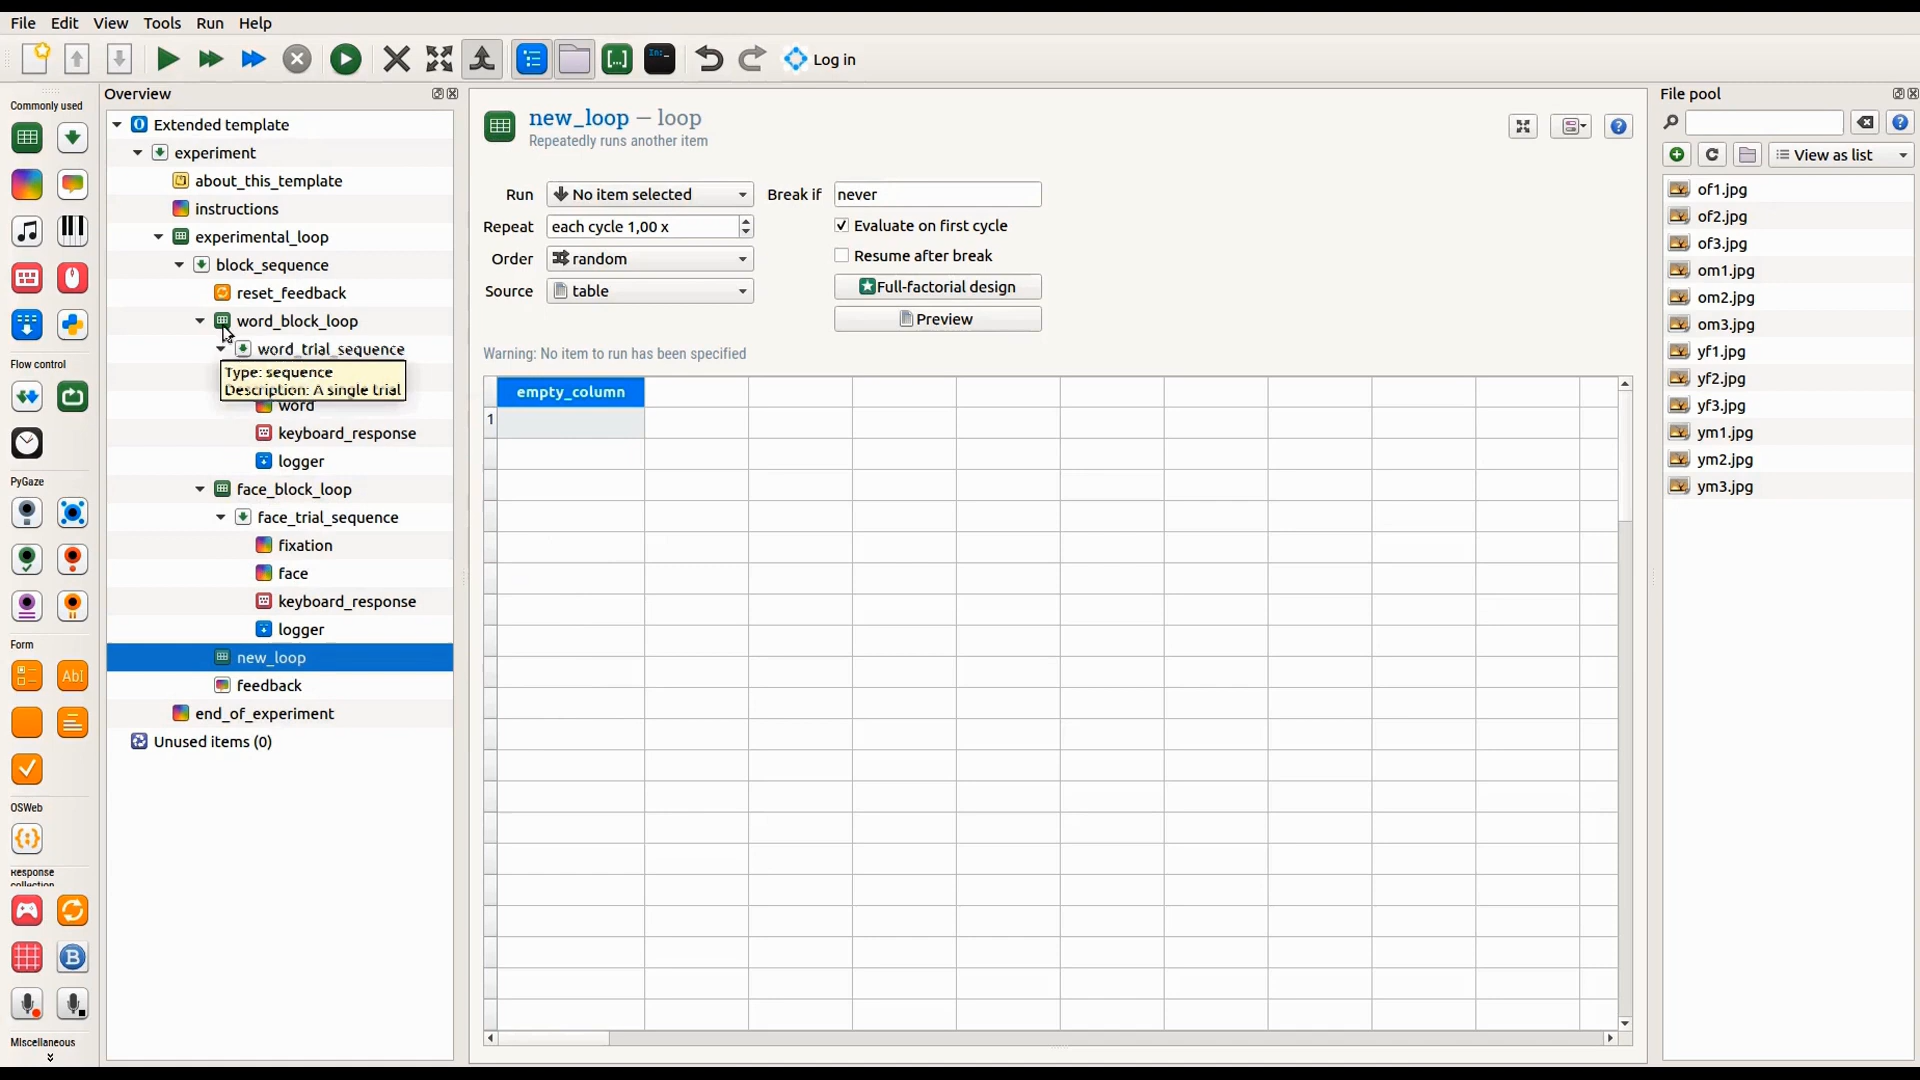 File Edit View Tools Run Help
Log in
Commonly used
Flow control
PyGaze
Form
AbI
OSWeb
Response
collection
Miscellaneous
Overview
Extended template
experiment
about_this_template
instructions
experimental_loop
block_sequence
reset_feedback
word_block_loop
word_trial_sequence
Type: sequence
Description: A single trial
word
keyboard_response
logger
face_block_loop
face_trial_sequence
fixation
face
keyboard_response
logger
new_loop
feedback
end_of_experiment
Unused items (0)
new_loop — loop
Repeatedly runs another item
Run No item selected Break if never
Repeat each cycle 1,00 x Evaluate on first cycle
Order random Resume after break
Source table Full-factorial design
Preview
Warning: No item to run has been specified
empty_column
1
File pool
View as list
of1.jpg
of2.jpg
of3.jpg
om1.jpg
om2.jpg
om3.jpg
yf1.jpg
yf2.jpg
yf3.jpg
ym1.jpg
ym2.jpg
ym3.jpg